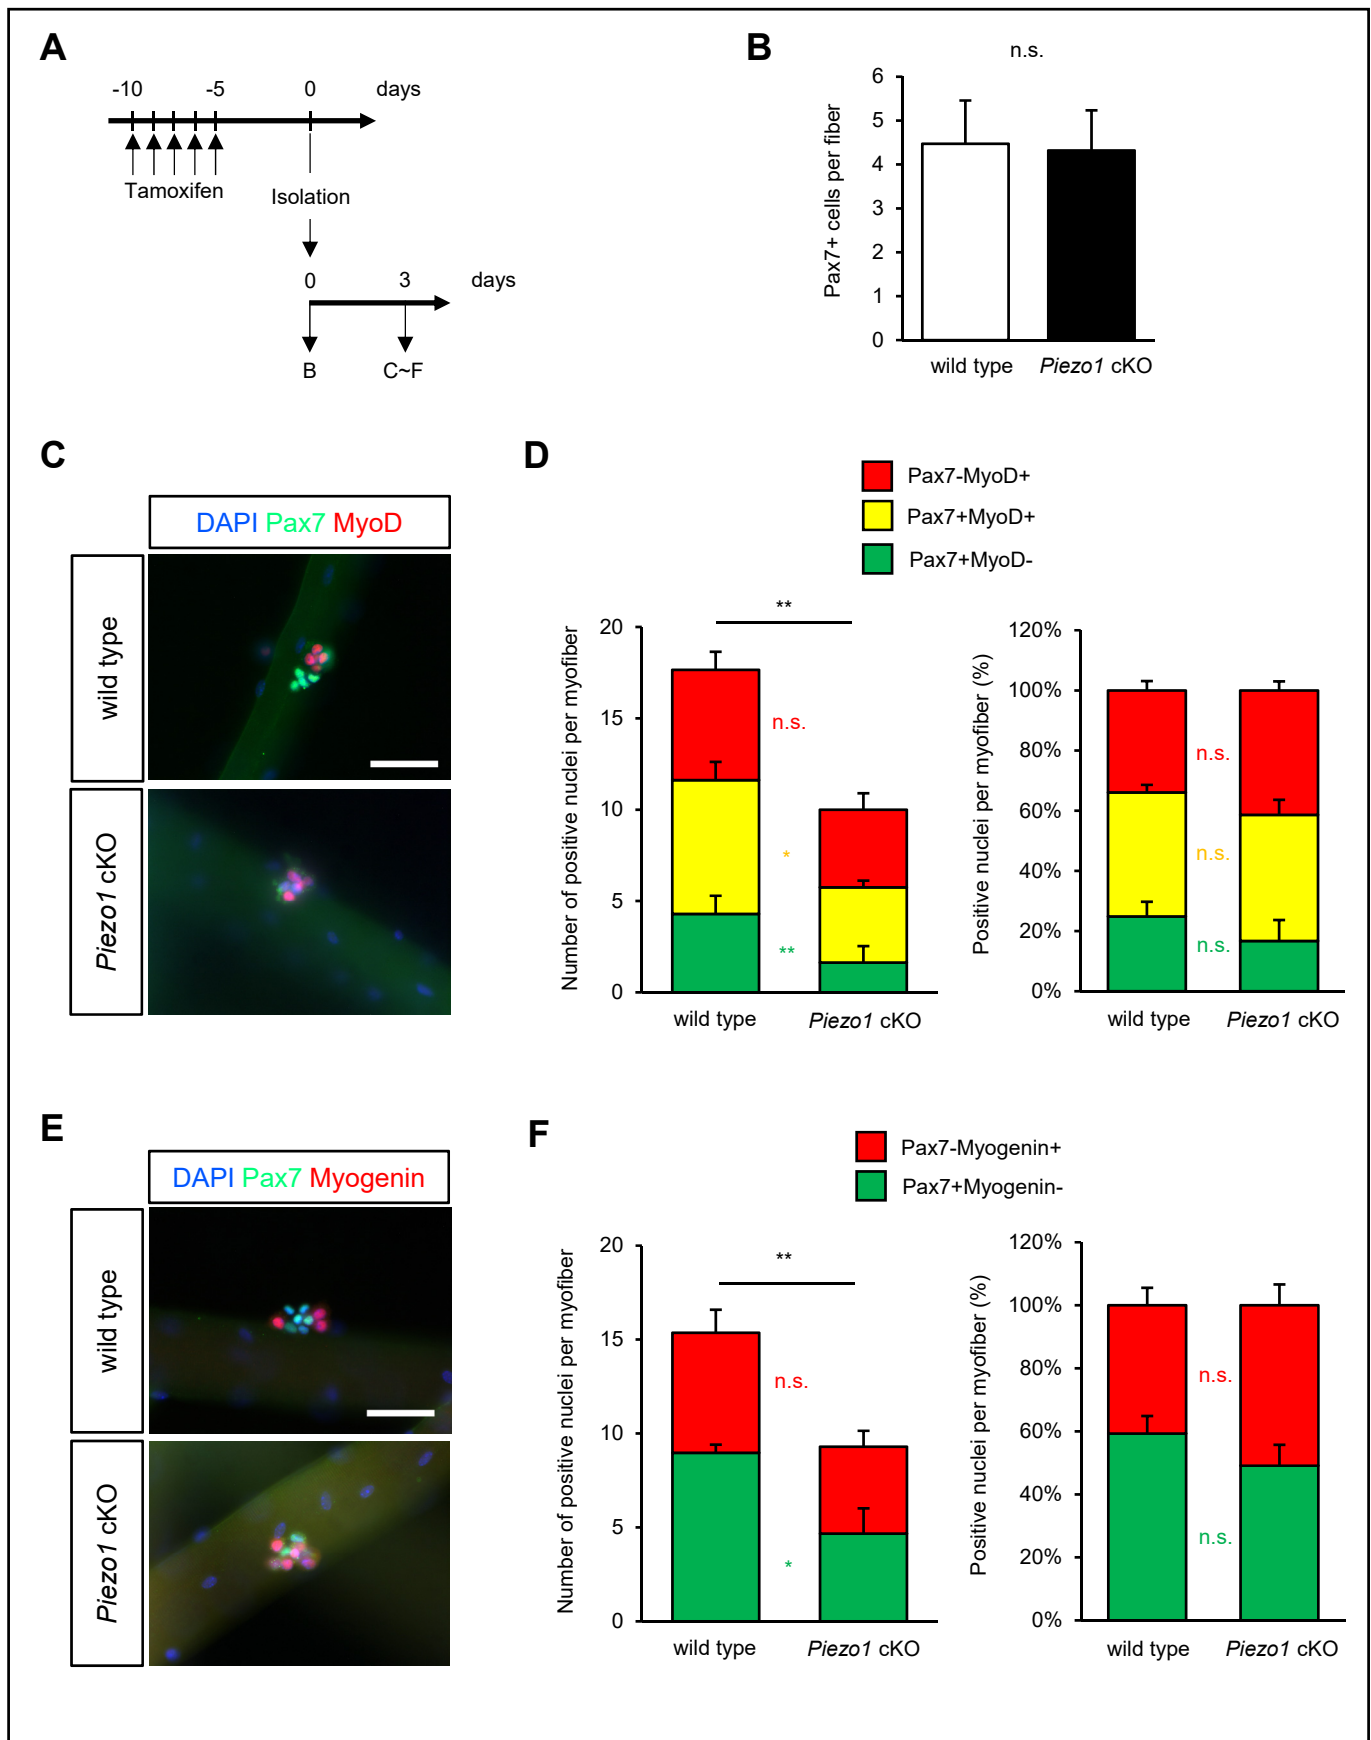 A
-10 -5 0 days
Tamoxifen
Isolation
0 3 days
B C~F
B
n.s.
Pax7+ cells per fiber
6
5
4
3
2
1
0
wild type Piezo1 cKO
C
DAPI Pax7 MyoD
wild type
Piezo1 cKO
D
Pax7-MyoD+
Pax7+MyoD+
Pax7+MyoD-
Number of positive nuclei per myofiber
20
15
10
5
0
**
n.s.
*
**
wild type Piezo1 cKO
Positive nuclei per myofiber (%)
120%
100%
80%
60%
40%
20%
0%
n.s.
n.s.
n.s.
wild type Piezo1 cKO
E
DAPI Pax7 Myogenin
wild type
Piezo1 cKO
F
Pax7-Myogenin+
Pax7+Myogenin-
Number of positive nuclei per myofiber
20
15
10
5
0
**
n.s.
*
wild type Piezo1 cKO
Positive nuclei per myofiber (%)
120%
100%
80%
60%
40%
20%
0%
n.s.
n.s.
wild type Piezo1 cKO